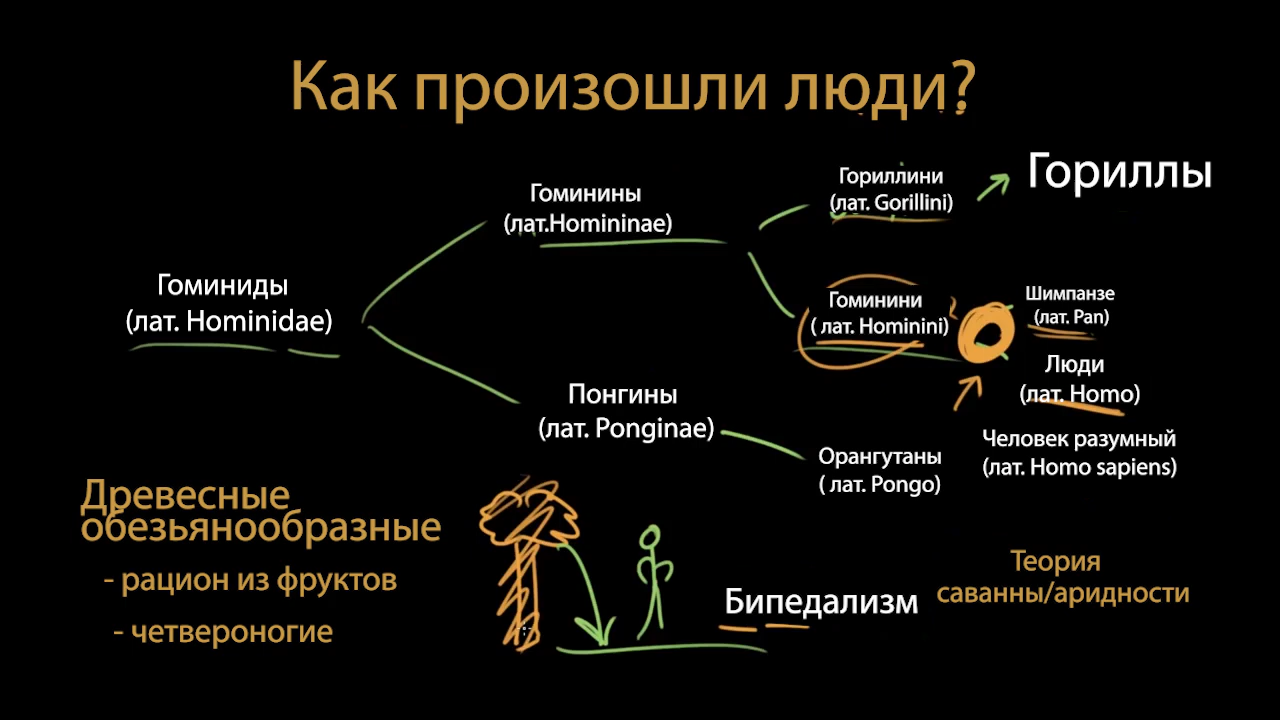 Как произошли люди?
Гоминиды
(лат. Hominidae)
Гоминины
(лат.Homininae)
Понгины
(лат. Ponginae)
Гориллини
(лат. Gorillini)
Гориллы
Гоминини
( лат. Hominini)
Шимпанзе
(лат. Pan)
Люди
(лат. Homo)
Человек разумный
(лат. Homo sapiens)
Орангутаны
( лат. Pongo)
Древесные
обезьянообразные
- рацион из фруктов
- четвероногие
Бипедализм
Теория
саванны/аридности